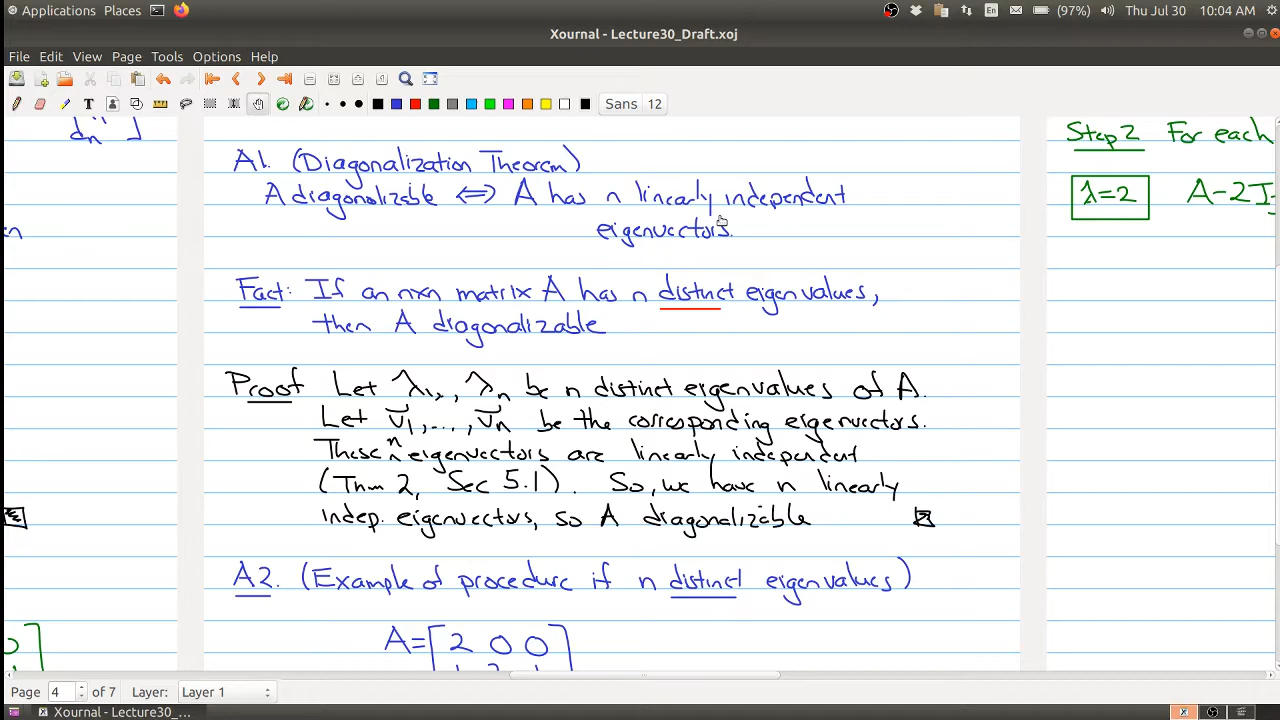 Applications Places (97%) Thu Jul 30 10:04 AM
En
Xournal - Lecture30_Draft.xoj
File Edit View Page Tools Options Help
Sans 12
A1. (Diagonalization Theorem)
A diagonalizable ⟺ A has n linearly independent
eigenvectors.
Fact: If an nxn matrix A has n distinct eigenvalues,
then A diagonalizable
Proof Let λ1,..,λn be n distinct eigenvalues of A.
Let v⃗1,...,v⃗n be the corresponding eigenvectors.
These n eigenvectors are linearly independent
(Thm 2, Sec 5.1). So, we have n linearly
indep. eigenvectors, so A diagonalizable
A2. (Example of procedure if n distinct eigenvalues)
A=[2 0 0]
Step 2 For each
λ=2 A-2I
Page 4 of 7 Layer: Layer 1
Xournal - Lecture30_...